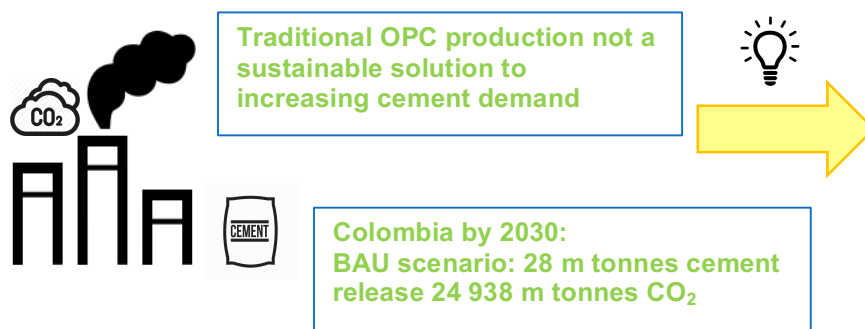 Traditional OPC production not a
sustainable solution to
increasing cement demand
CO₂
CEMENT
Colombia by 2030:
BAU scenario: 28 m tonnes cement
release 24 938 m tonnes CO₂